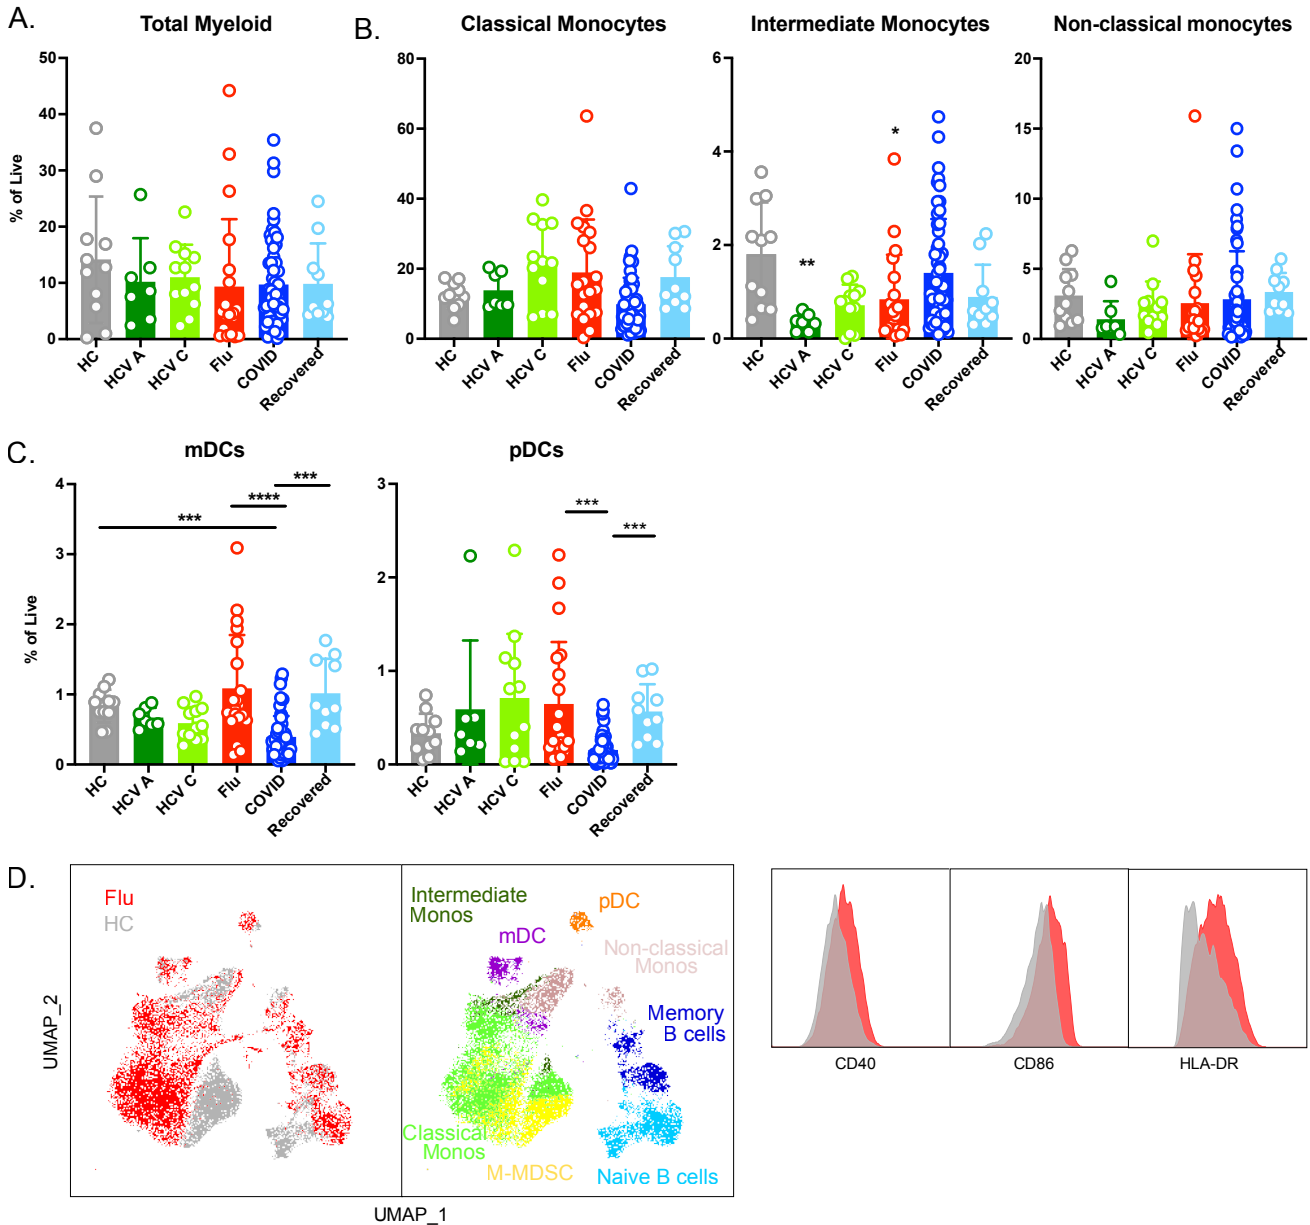 A.
Total Myeloid
% of Live
50
40
30
20
10
0
HC
HCV A
HCV C
Flu
COVID
Recovered
B.
Classical Monocytes
80
60
40
20
0
HC
HCV A
HCV C
Flu
COVID
Recovered
Intermediate Monocytes
6
4
2
0
**
*
HC
HCV A
HCV C
Flu
COVID
Recovered
Non-classical monocytes
20
15
10
5
0
HC
HCV A
HCV C
Flu
COVID
Recovered
C.
mDCs
% of Live
4
3
2
1
0
***
****
***
HC
HCV A
HCV C
Flu
COVID
Recovered
pDCs
3
2
1
0
***
***
HC
HCV A
HCV C
Flu
COVID
Recovered
D.
Flu
HC
UMAP_2
UMAP_1
Intermediate
Monos
pDC
mDC
Non-classical
Monos
Memory
B cells
Classical
Monos
M-MDSC
Naive B cells
CD40
CD86
HLA-DR